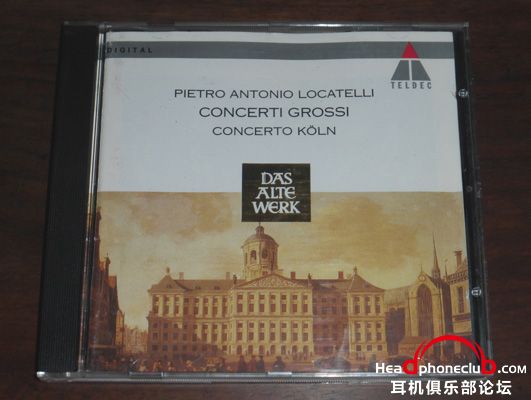 DIGITAL
TELDEC
PIETRO ANTONIO LOCATELLI
CONCERTI GROSSI
CONCERTO KÖLN
DAS
ALTE
WERK
Headphoneclub.com
耳机俱乐部论坛